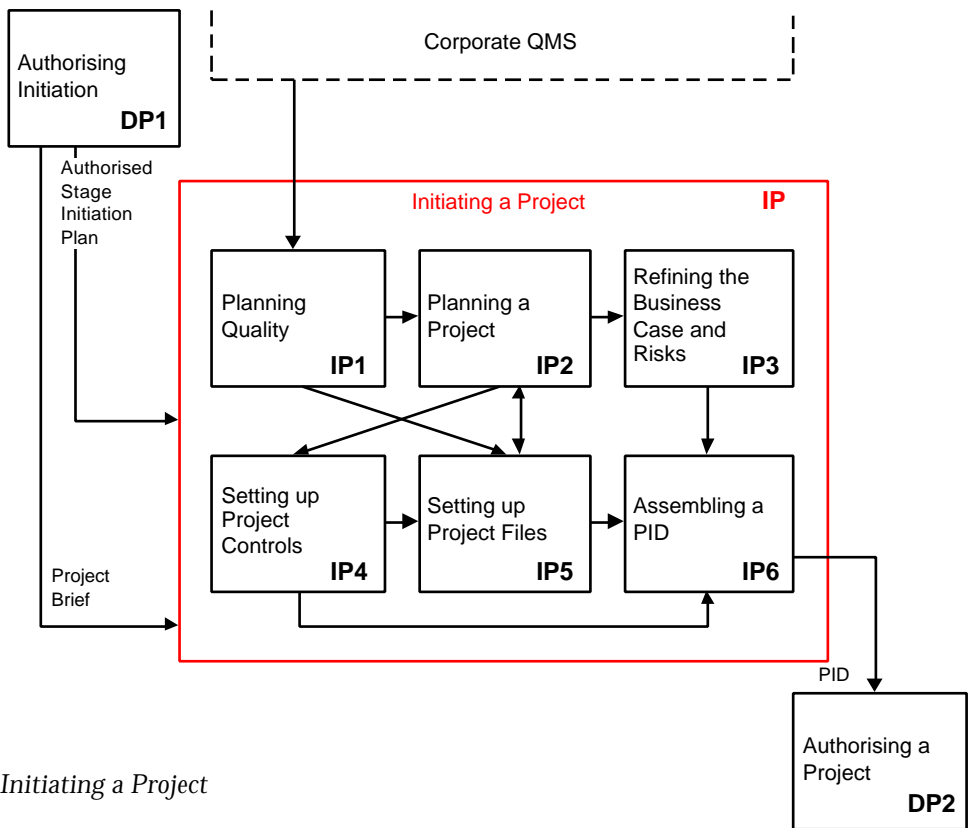 Authorising
Initiation
DP1
Corporate QMS
Authorised
Stage
Initiation
Plan
Initiating a Project
IP
Planning
Quality
IP1
Planning a
Project
IP2
Refining the
Business
Case and
Risks
IP3
Setting up
Project
Controls
IP4
Setting up
Project Files
IP5
Assembling a
PID
IP6
Project
Brief
PID
Authorising a
Project
DP2
Initiating a Project